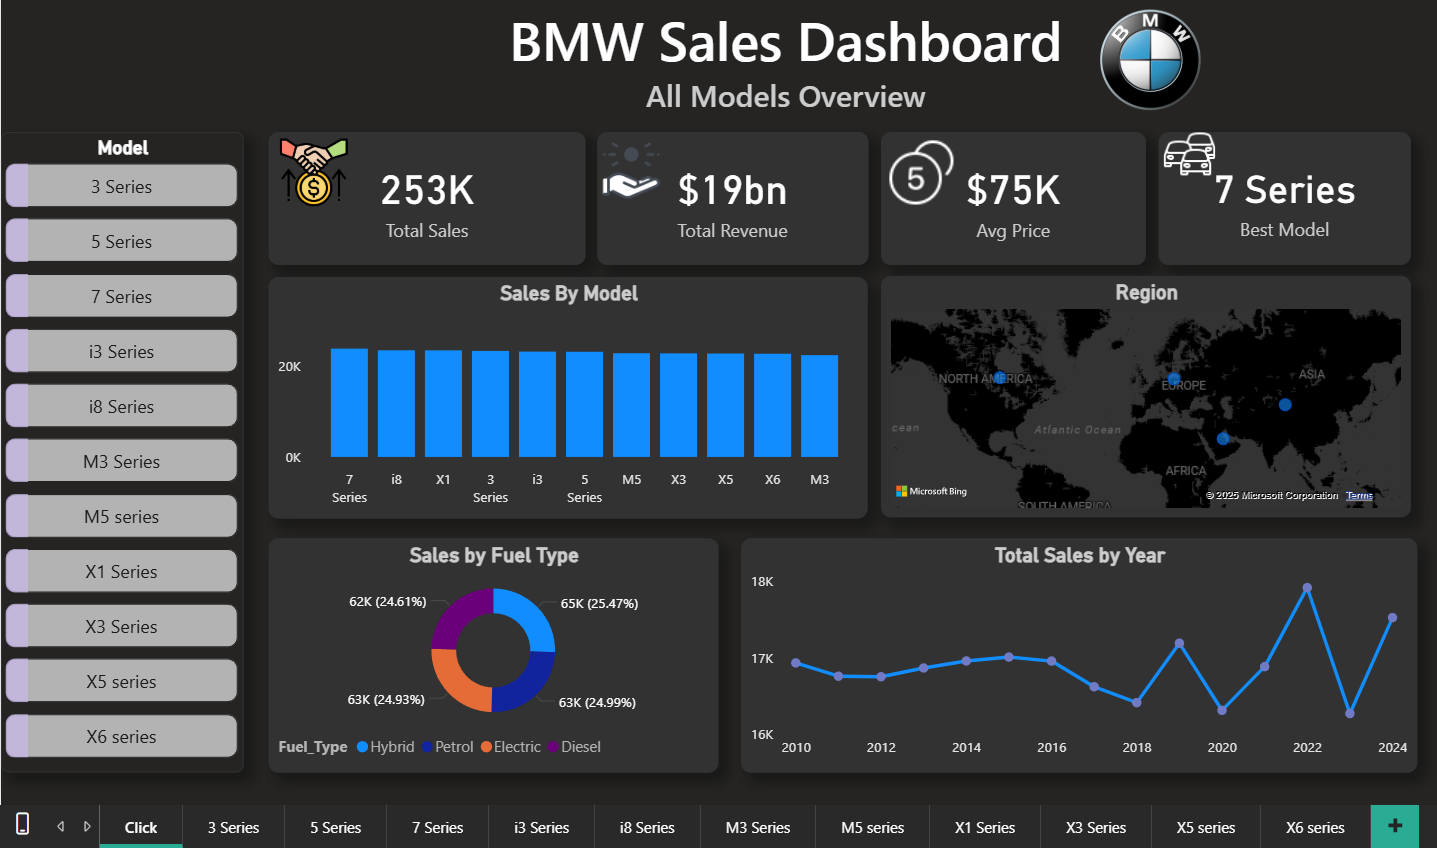 BMW Sales Dashboard
All Models Overview
B M W
Model
3 Series
5 Series
7 Series
i3 Series
i8 Series
M3 Series
M5 series
X1 Series
X3 Series
X5 series
X6 series
253K
Total Sales
$19bn
Total Revenue
5
$75K
Avg Price
7 Series
Best Model
Sales By Model
20K
0K
7 Series
i8
X1
3 Series
i3
5 Series
M5
X3
X5
X6
M3
Region
NORTH AMERICA
EUROPE
ASIA
cean
Atlantic Ocean
AFRICA
SOUTH AMERICA
Microsoft Bing
© 2025 Microsoft Corporation Terms
Sales by Fuel Type
62K (24.61%)
65K (25.47%)
63K (24.93%)
63K (24.99%)
Fuel_Type Hybrid Petrol Electric Diesel
Total Sales by Year
18K
17K
16K
2010 2012 2014 2016 2018 2020 2022 2024
Click 3 Series 5 Series 7 Series i3 Series i8 Series M3 Series M5 series X1 Series X3 Series X5 series X6 series +